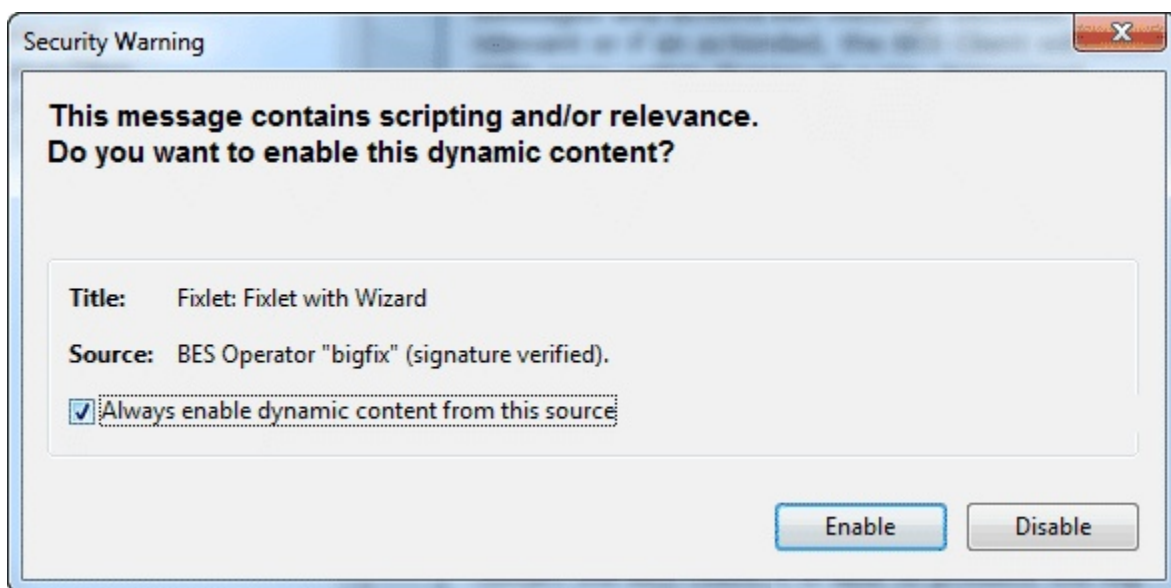 Security Warning
This message contains scripting and/or relevance.
Do you want to enable this dynamic content?
Title: Fixlet: Fixlet with Wizard
Source: BES Operator "bigfix" (signature verified).
Always enable dynamic content from this source
Enable Disable